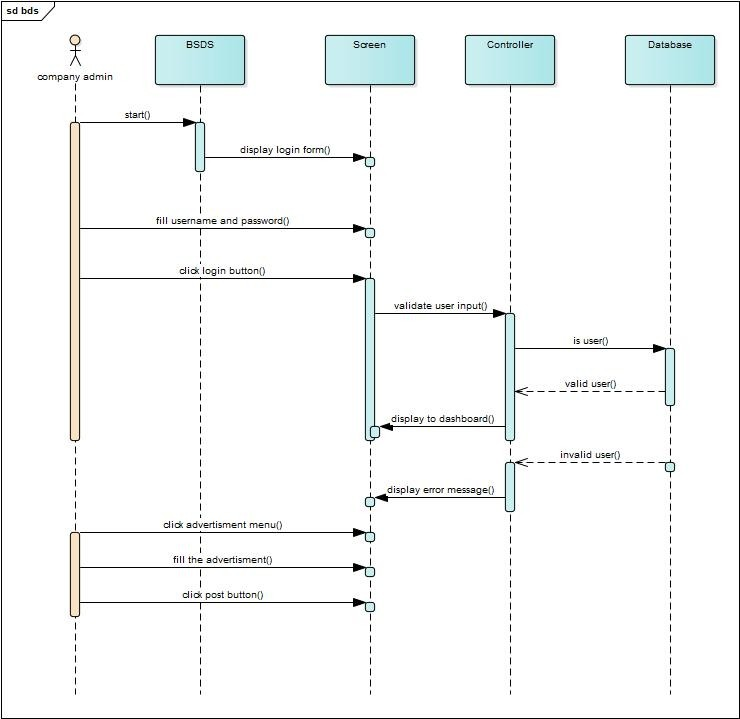 sd bds
company admin
BSDS
Screen
Controller
Database
start()
display login form()
fill username and password()
click login button()
validate user input()
is user()
valid user()
display to dashboard()
invalid user()
display error message()
click advertisment menu()
fill the advertisment()
click post button()